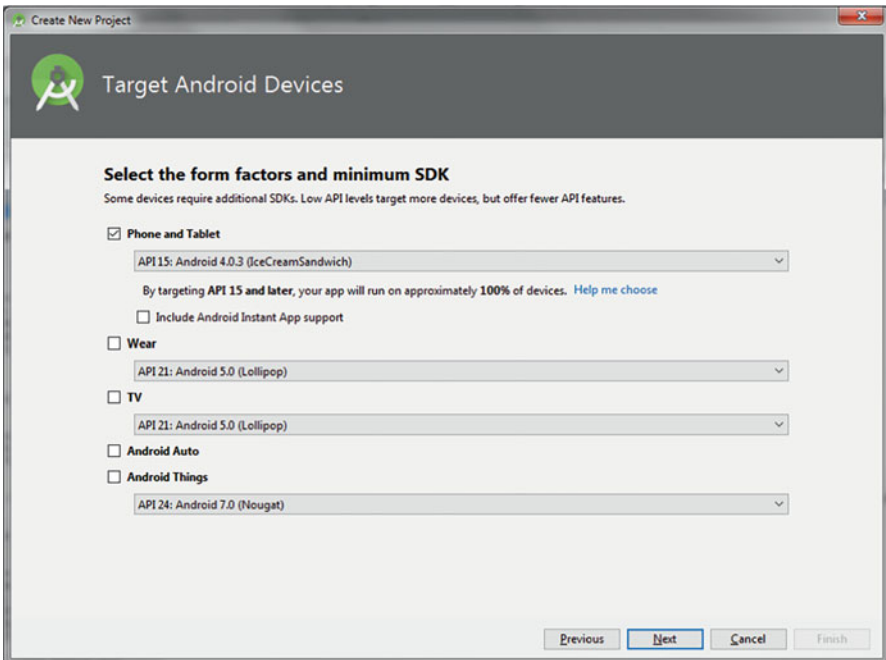 Create New Project
Target Android Devices
Select the form factors and minimum SDK
Some devices require additional SDKs. Low API levels target more devices, but offer fewer API features.
Phone and Tablet
API 15: Android 4.0.3 (IceCreamSandwich)
By targeting API 15 and later, your app will run on approximately 100% of devices. Help me choose
Include Android Instant App support
Wear
API 21: Android 5.0 (Lollipop)
TV
API 21: Android 5.0 (Lollipop)
Android Auto
Android Things
API 24: Android 7.0 (Nougat)
Previous Next Cancel Finish